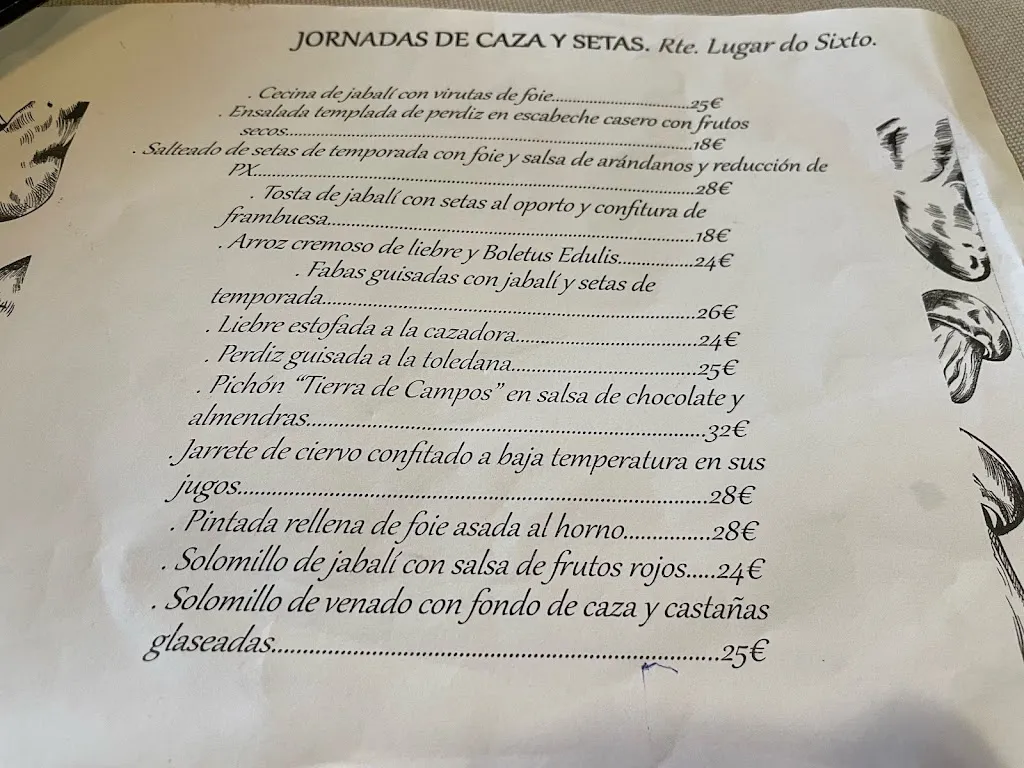 JORNADAS DE CAZA Y SETAS. Rte. Lugar do Sixto.
. Cecina de jabalí con virutas de foie..............................25€
. Ensalada templada de perdiz en escabeche casero con frutos
secos..............................................................................18€
. Salteado de setas de temporada con foie y salsa de arándanos y reducción de
PX..................................................................................28€
. Tosta de jabalí con setas al oporto y confitura de
frambuesa....................................................................18€
. Arroz cremoso de liebre y Boletus Edulis..............24€
. Fabas guisadas con jabalí y setas de
temporada....................................................................26€
. Liebre estofada a la cazadora.................................24€
. Perdiz guisada a la toledana..................................25€
. Pichón “Tierra de Campos” en salsa de chocolate y
almendras....................................................................32€
. Jarrete de ciervo confitado a baja temperatura en sus
jugos..............................................................................28€
. Pintada rellena de foie asada al horno..............28€
. Solomillo de jabalí con salsa de frutos rojos.....24€
. Solomillo de venado con fondo de caza y castañas
glaseadas....................................................................25€